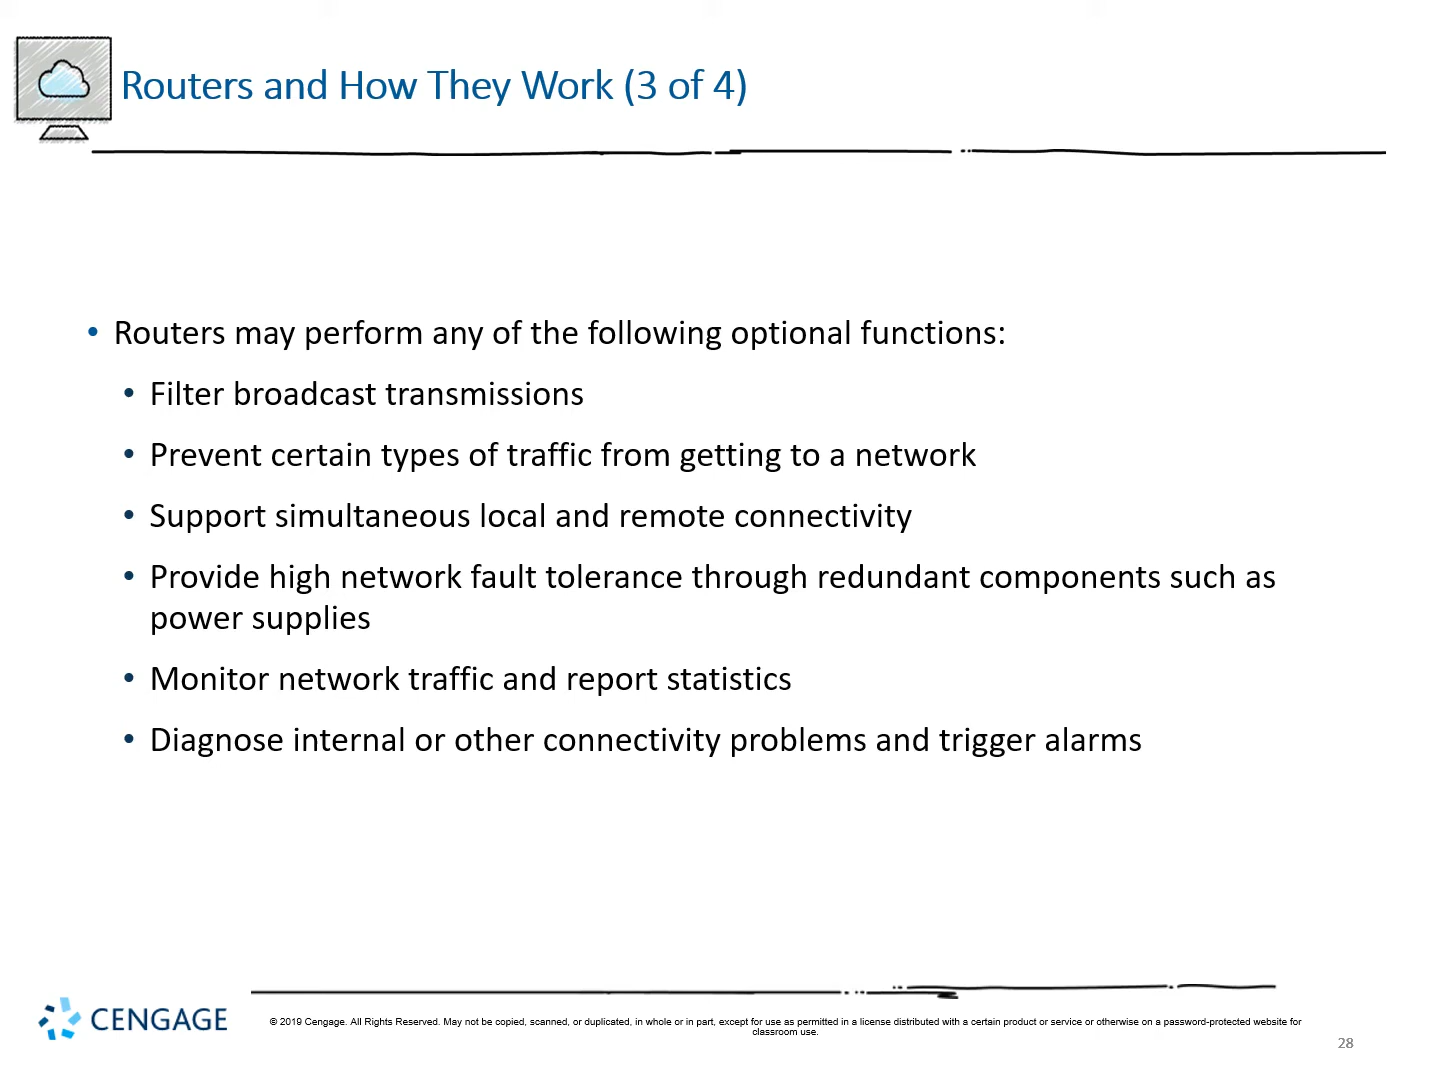 Routers and How They Work (3 of 4)
• Routers may perform any of the following optional functions:
• Filter broadcast transmissions
• Prevent certain types of traffic from getting to a network
• Support simultaneous local and remote connectivity
• Provide high network fault tolerance through redundant components such as
power supplies
• Monitor network traffic and report statistics
• Diagnose internal or other connectivity problems and trigger alarms
CENGAGE
© 2019 Cengage. All Rights Reserved. May not be copied, scanned, or duplicated, in whole or in part, except for use as permitted in a license distributed with a certain product or service or otherwise on a password-protected website for
classroom use.
28